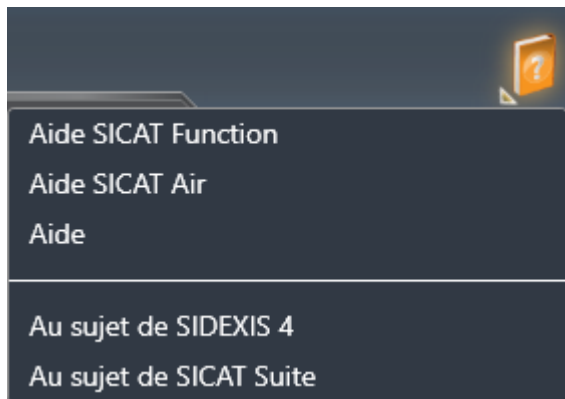 Aide SICAT Function
Aide SICAT Air
Aide
Au sujet de SIDEXIS 4
Au sujet de SICAT Suite